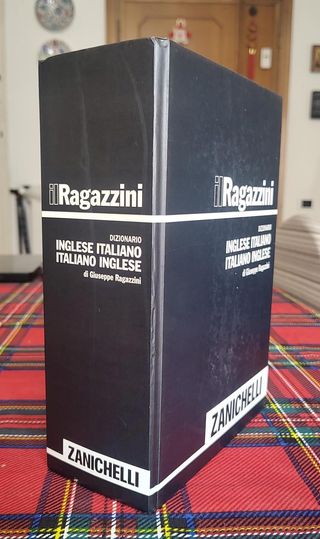 ilRagazzini
DIZIONARIO
INGLESE ITALIANO
ITALIANO INGLESE
di Giuseppe Ragazzini
ZANICHELLI
ilRagazzini
DIZIONARIO
INGLESE ITALIANO
ITALIANO INGLESE
di Giuseppe Ragazzini
ZANICHELLI